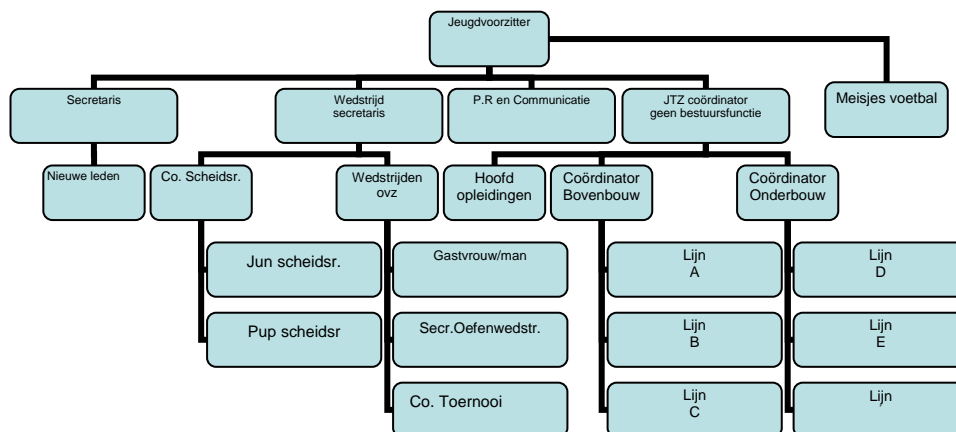 Jeugdvoorzitter
Secretaris
Wedstrijd
secretaris
P.R en Communicatie
JTZ coördinator
geen bestuursfunctie
Meisjes voetbal
Nieuwe leden
Co. Scheidsr.
Wedstrijden
ovz
Hoofd
opleidingen
Coördinator
Bovenbouw
Coördinator
Onderbouw
Jun scheidsr.
Gastvrouw/man
Lijn
A
Lijn
D
Pup scheidsr
Secr.Oefenwedstr.
Lijn
B
Lijn
E
Co. Toernooi
Lijn
C
Lijn